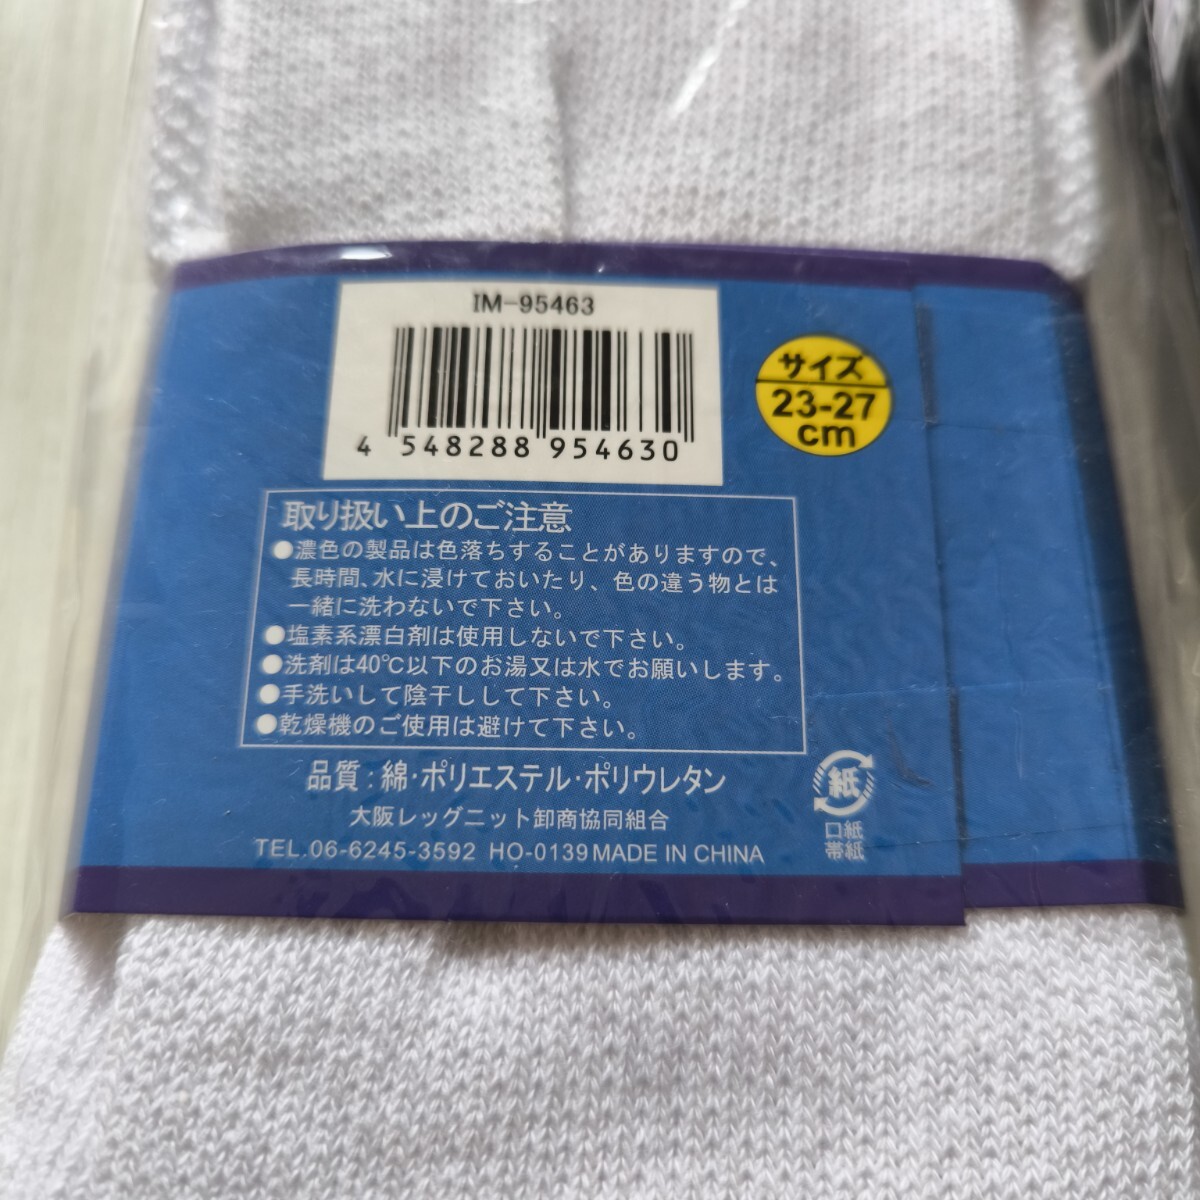 IM-95463
4 548288 954630
サイズ
23-27
cm
取り扱い上のご注意
●濃色の製品は色落ちすることがありますので、
長時間、水に浸けておいたり、色の違う物とは
一緒に洗わないで下さい。
●塩素系漂白剤は使用しないで下さい。
●洗剤は40℃以下のお湯又は水でお願いします。
●手洗いして陰干しして下さい。
●乾燥機のご使用は避けて下さい。
品質:綿・ポリエステル・ポリウレタン
大阪レッグニット卸商協同組合
TEL.06-6245-3592 HO-0139 MADE IN CHINA
紙
口紙
帯紙